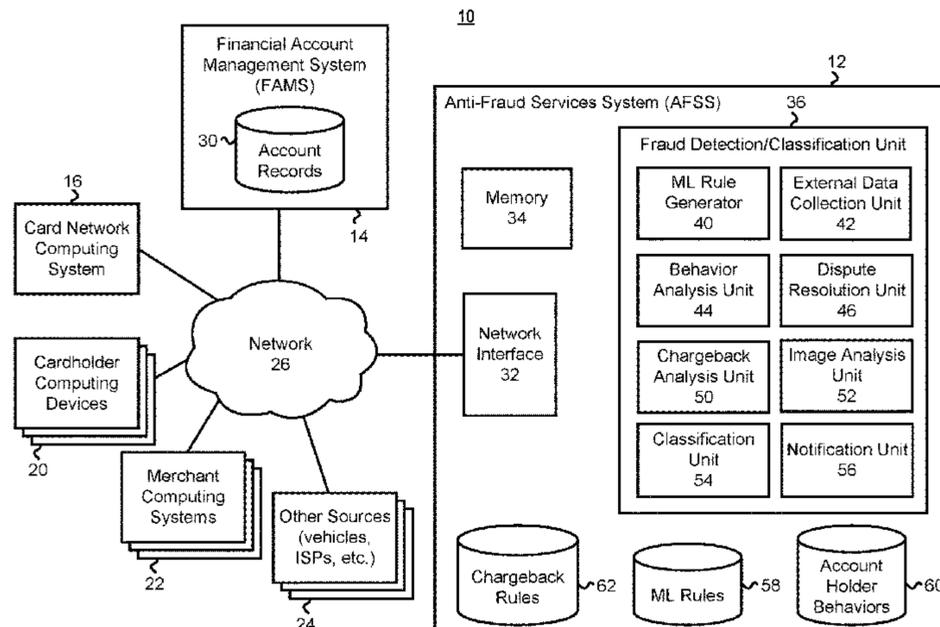 10
Financial Account
Management System
(FAMS)
30
Account
Records
14
16
Card Network
Computing
System
Cardholder
Computing
Devices
20
Merchant
Computing
Systems
22
Other Sources
(vehicles,
ISPs, etc.)
24
Network
26
12
Anti-Fraud Services System (AFSS)
Memory
34
Network
Interface
32
36
Fraud Detection/Classification Unit
ML Rule
Generator
40
External Data
Collection Unit
42
Behavior
Analysis Unit
44
Dispute
Resolution Unit
46
Chargeback
Analysis Unit
50
Image Analysis
Unit
52
Classification
Unit
54
Notification Unit
56
Chargeback
Rules
62
ML Rules
58
Account
Holder
Behaviors
60